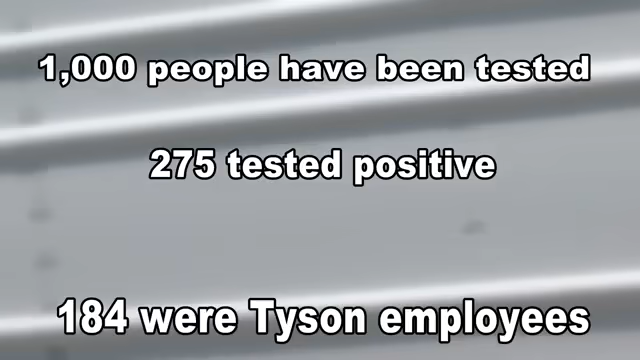 1,000 people have been tested
275 tested positive
184 were Tyson employees